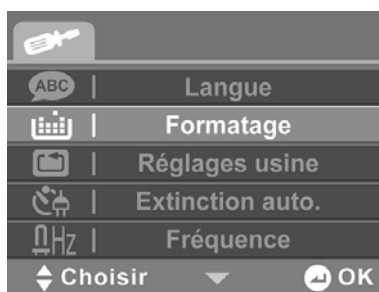 ABC | Langue
| Formatage
| Réglages usine
| Extinction auto.
Hz | Fréquence
Choisir OK